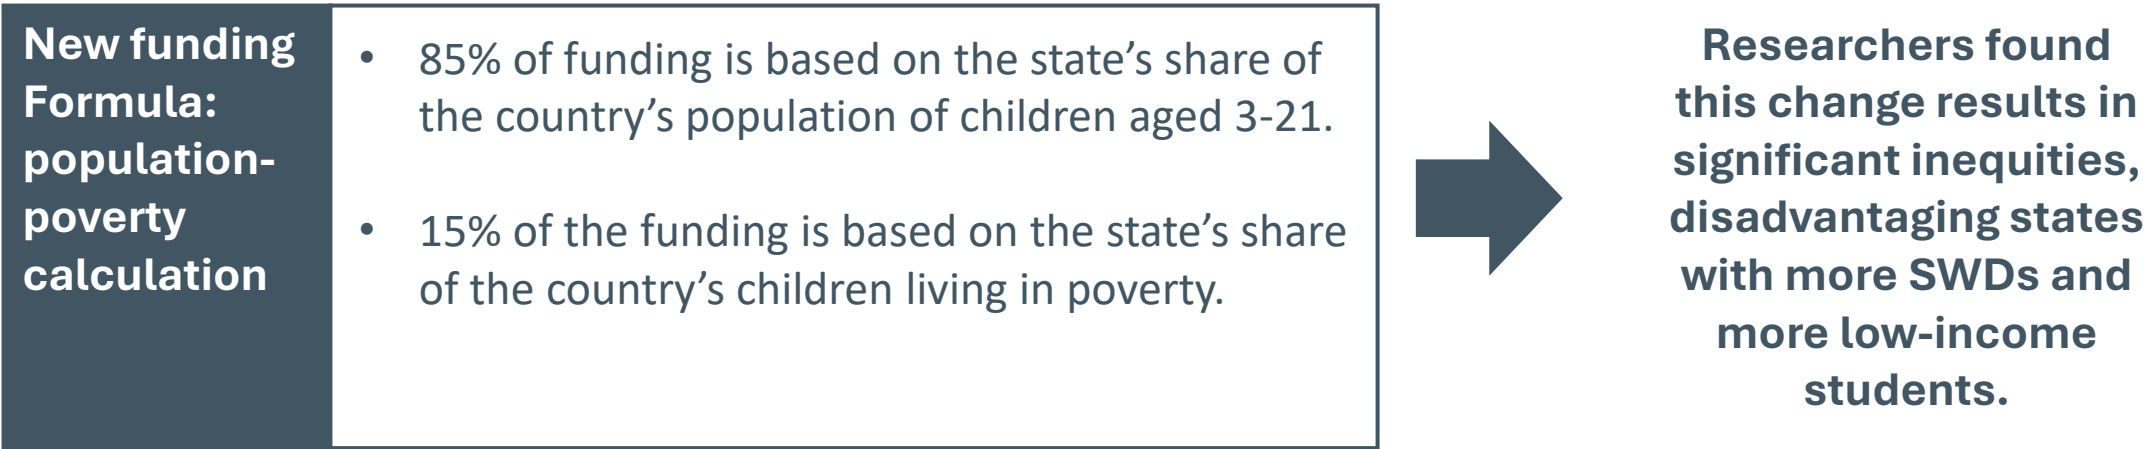 New funding
Formula:
population-
poverty
calculation
• 85% of funding is based on the state’s share of
the country’s population of children aged 3-21.
• 15% of the funding is based on the state’s share
of the country’s children living in poverty.
Researchers found
this change results in
significant inequities,
disadvantaging states
with more SWDs and
more low-income
students.